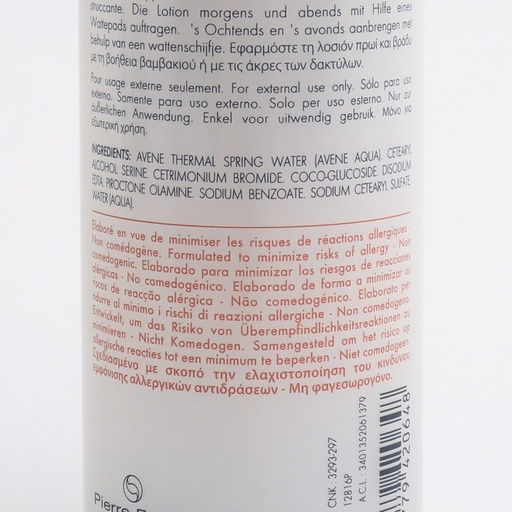 struccante. Die Lotion morgens und abends mit Hilfe eines
Wattepads auftragen. 's Ochtends en 's avonds aanbrengen met
behulp van een wattenschijfje. Εφαρμόστε τη λοσιόν πρωί και βράδυ
με τη βοήθεια βαμβακιού ή με τις άκρες των δακτύλων.
Pour usage externe seulement. For external use only. Sólo para uso
externo. Somente para uso externo. Solo per uso esterno. Nur zur
äußerlichen Anwendung. Enkel voor uitwendig gebruik. Μόνο για
εξωτερική χρήση.
INGREDIENTS: AVENE THERMAL SPRING WATER (AVENE AQUA). CETEARYL
ALCOHOL. SERINE. CETRIMONIUM BROMIDE. COCO-GLUCOSIDE. DISODIUM
EDTA. PIROCTONE OLAMINE. SODIUM BENZOATE. SODIUM CETEARYL SULFATE.
WATER (AQUA).
Elaboré en vue de minimiser les risques de réactions allergiques -
Non comédogène. Formulated to minimize risks of allergy - Non
comedogenic. Elaborado para minimizar los riesgos de reacciones
alérgicas - No comedogénico. Elaborado de forma a minimizar os
riscos de reacção alérgica - Não comedogénico. Elaborato per
ridurre al minimo i rischi di reazioni allergiche - Non comedogeno.
Entwickelt, um das Risiko von Überempfindlichkeitsreaktionen zu
minimieren - Nicht Komedogen. Samengesteld om het risico op
allergische reacties tot een minimum te beperken - Niet comedogeen.
Σχεδιασμένο με σκοπό την ελαχιστοποίηση του κινδύνου
εμφάνισης αλλεργικών αντιδράσεων - Μη φαγεσωρογόνο.
CNK : 3293-297
12B16P
A.C.L : 3401352061379
79 420648
Pierre